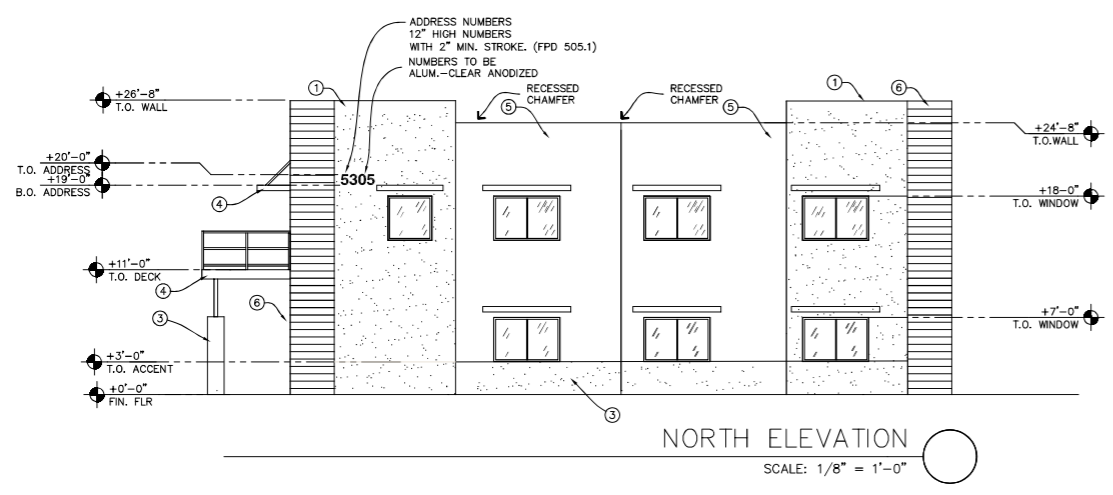 ADDRESS NUMBERS
12" HIGH NUMBERS
WITH 2" MIN. STROKE. (FPD 505.1)
NUMBERS TO BE
ALUM.-CLEAR ANODIZED
RECESSED
CHAMFER
RECESSED
CHAMFER
1
5
5
1
6
+26'-8"
T.O. WALL
+24'-8"
T.O.WALL
+20'-0"
T.O. ADDRESS
+19'-0"
B.O. ADDRESS
5305
4
+18-0"
T.O. WINDOW
+11'-0"
T.O. DECK
4
6
3
+7'-0"
T.O. WINDOW
+3'-0"
T.O. ACCENT
+0'-0"
FIN. FLR
3
NORTH ELEVATION
SCALE: 1/8" = 1'-0"